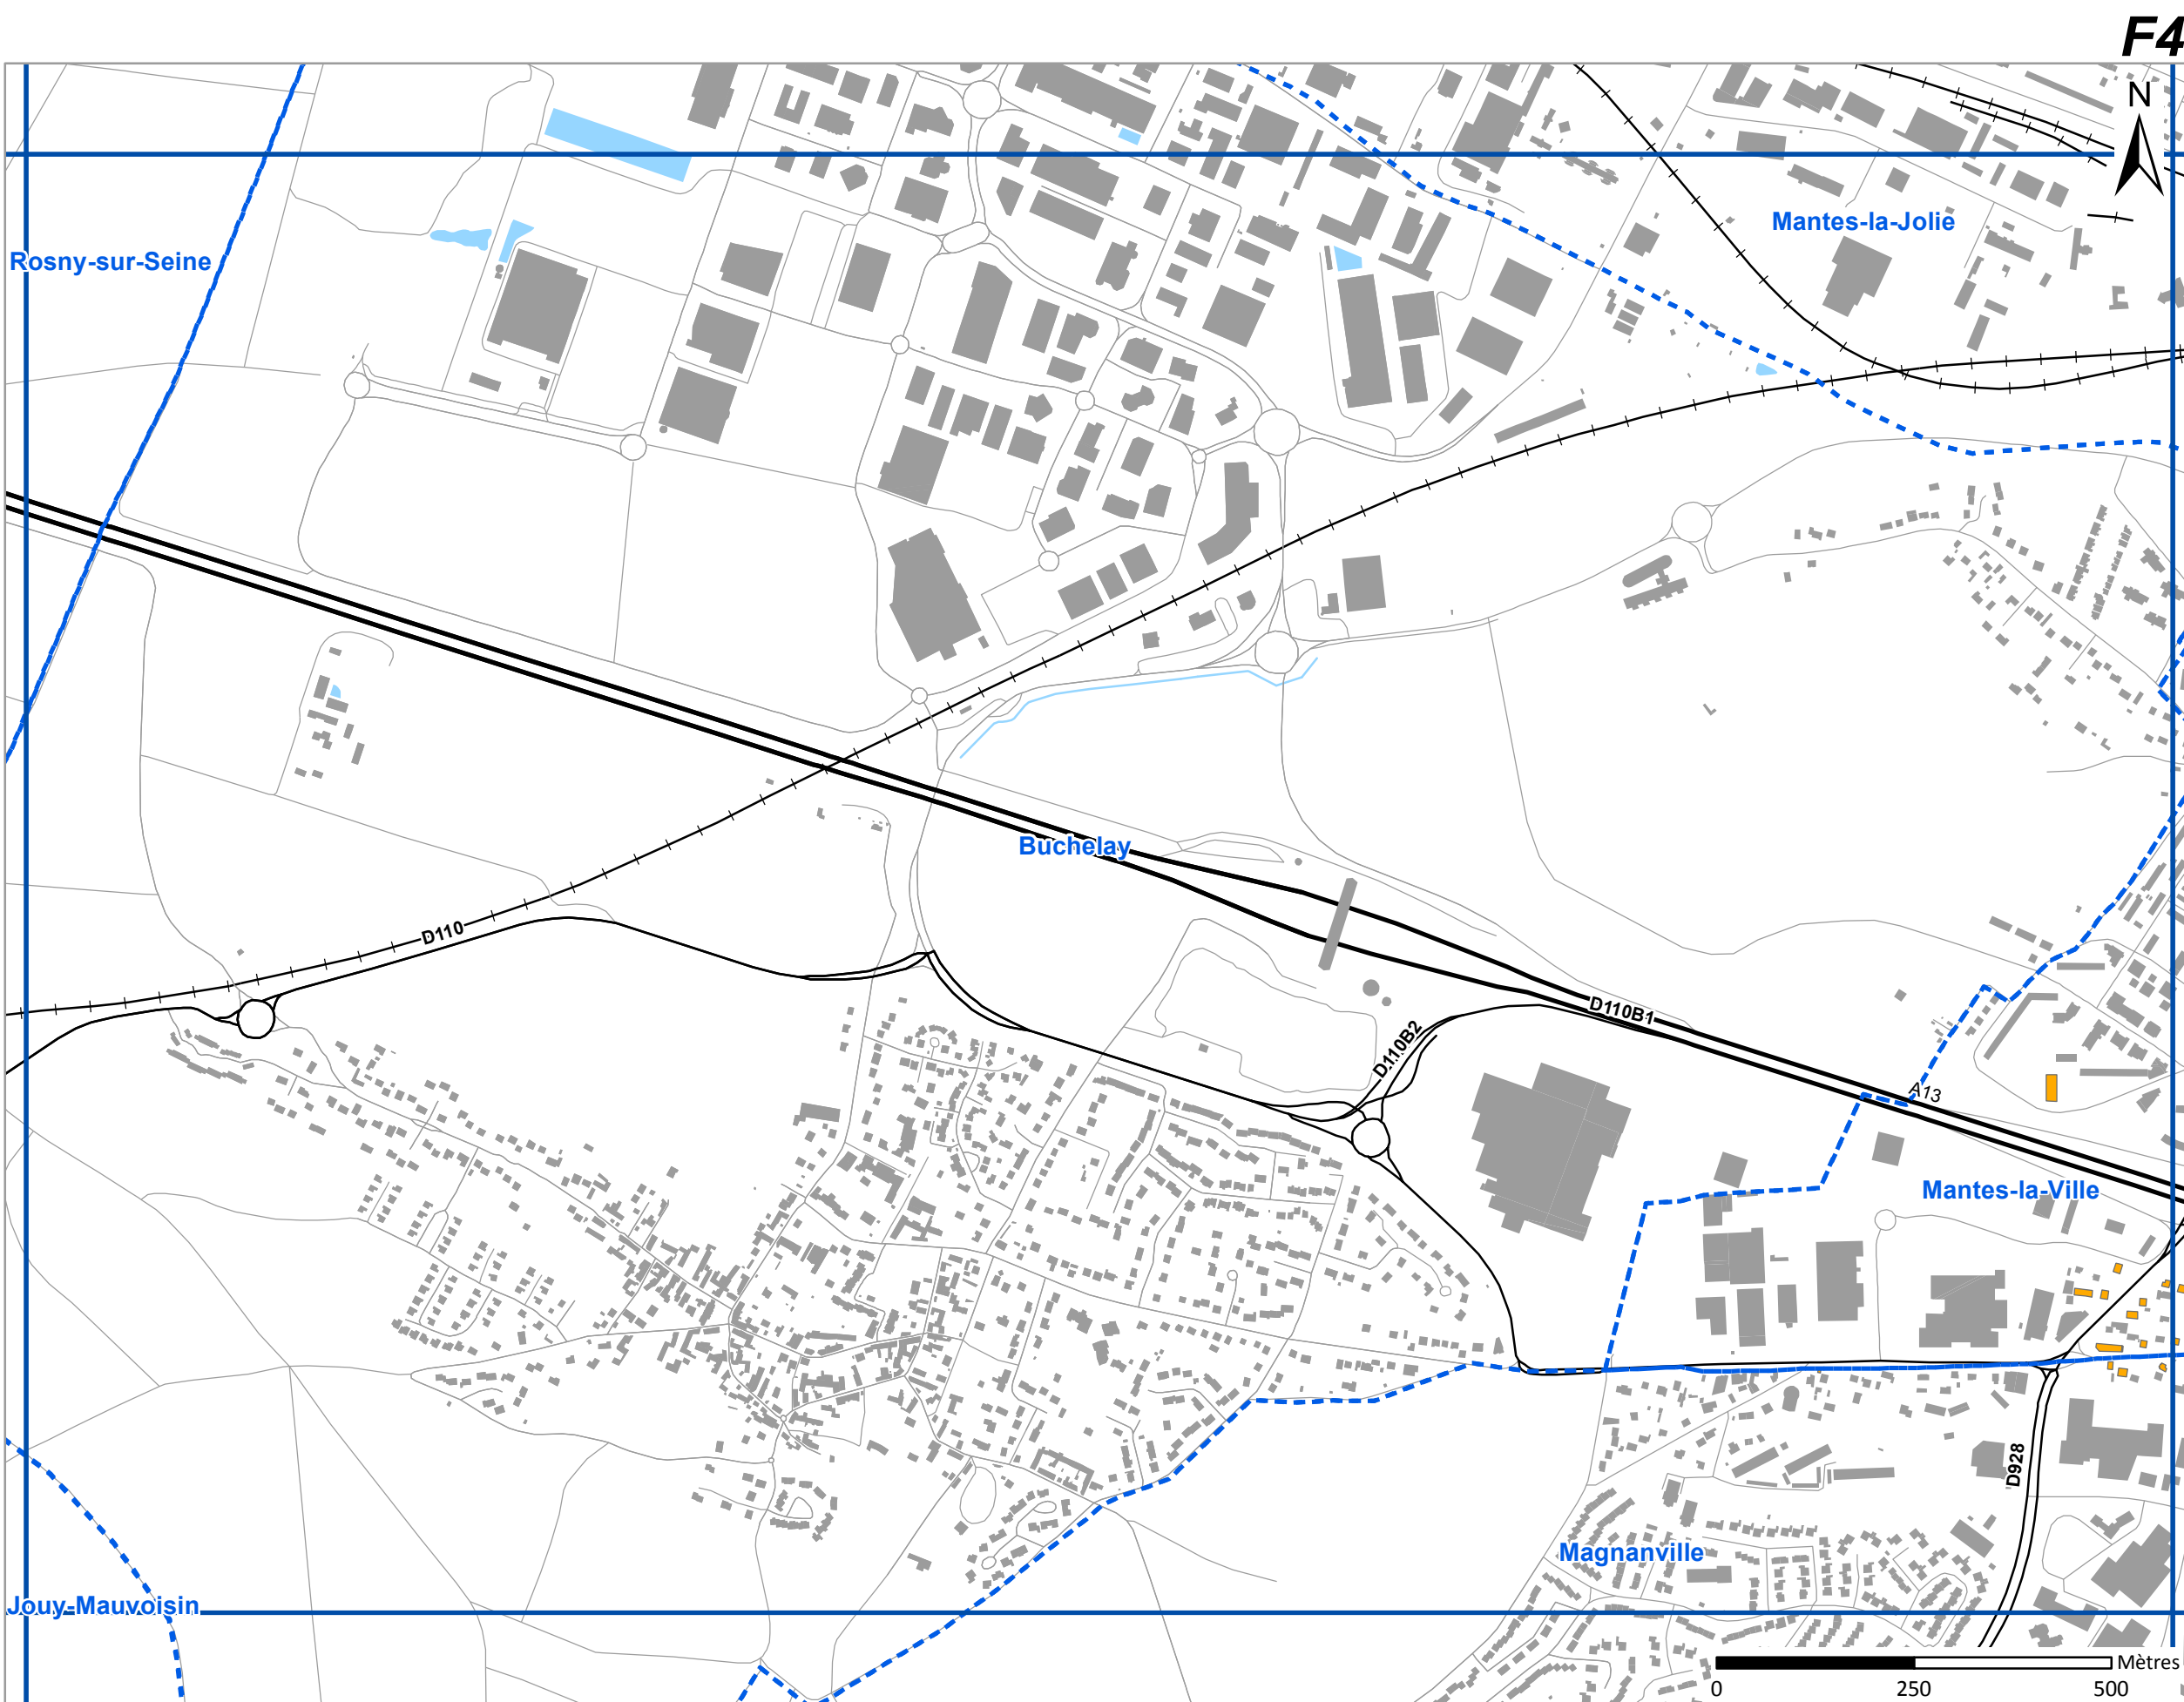 F4
N
Mantes-la-Jolie
Rosny-sur-Seine
Buchelay
D110
D110B1
D110B2
A13
Mantes-la-Ville
D928
Magnanville
Jouy-Mauvoisin
Mètres
0 250 500